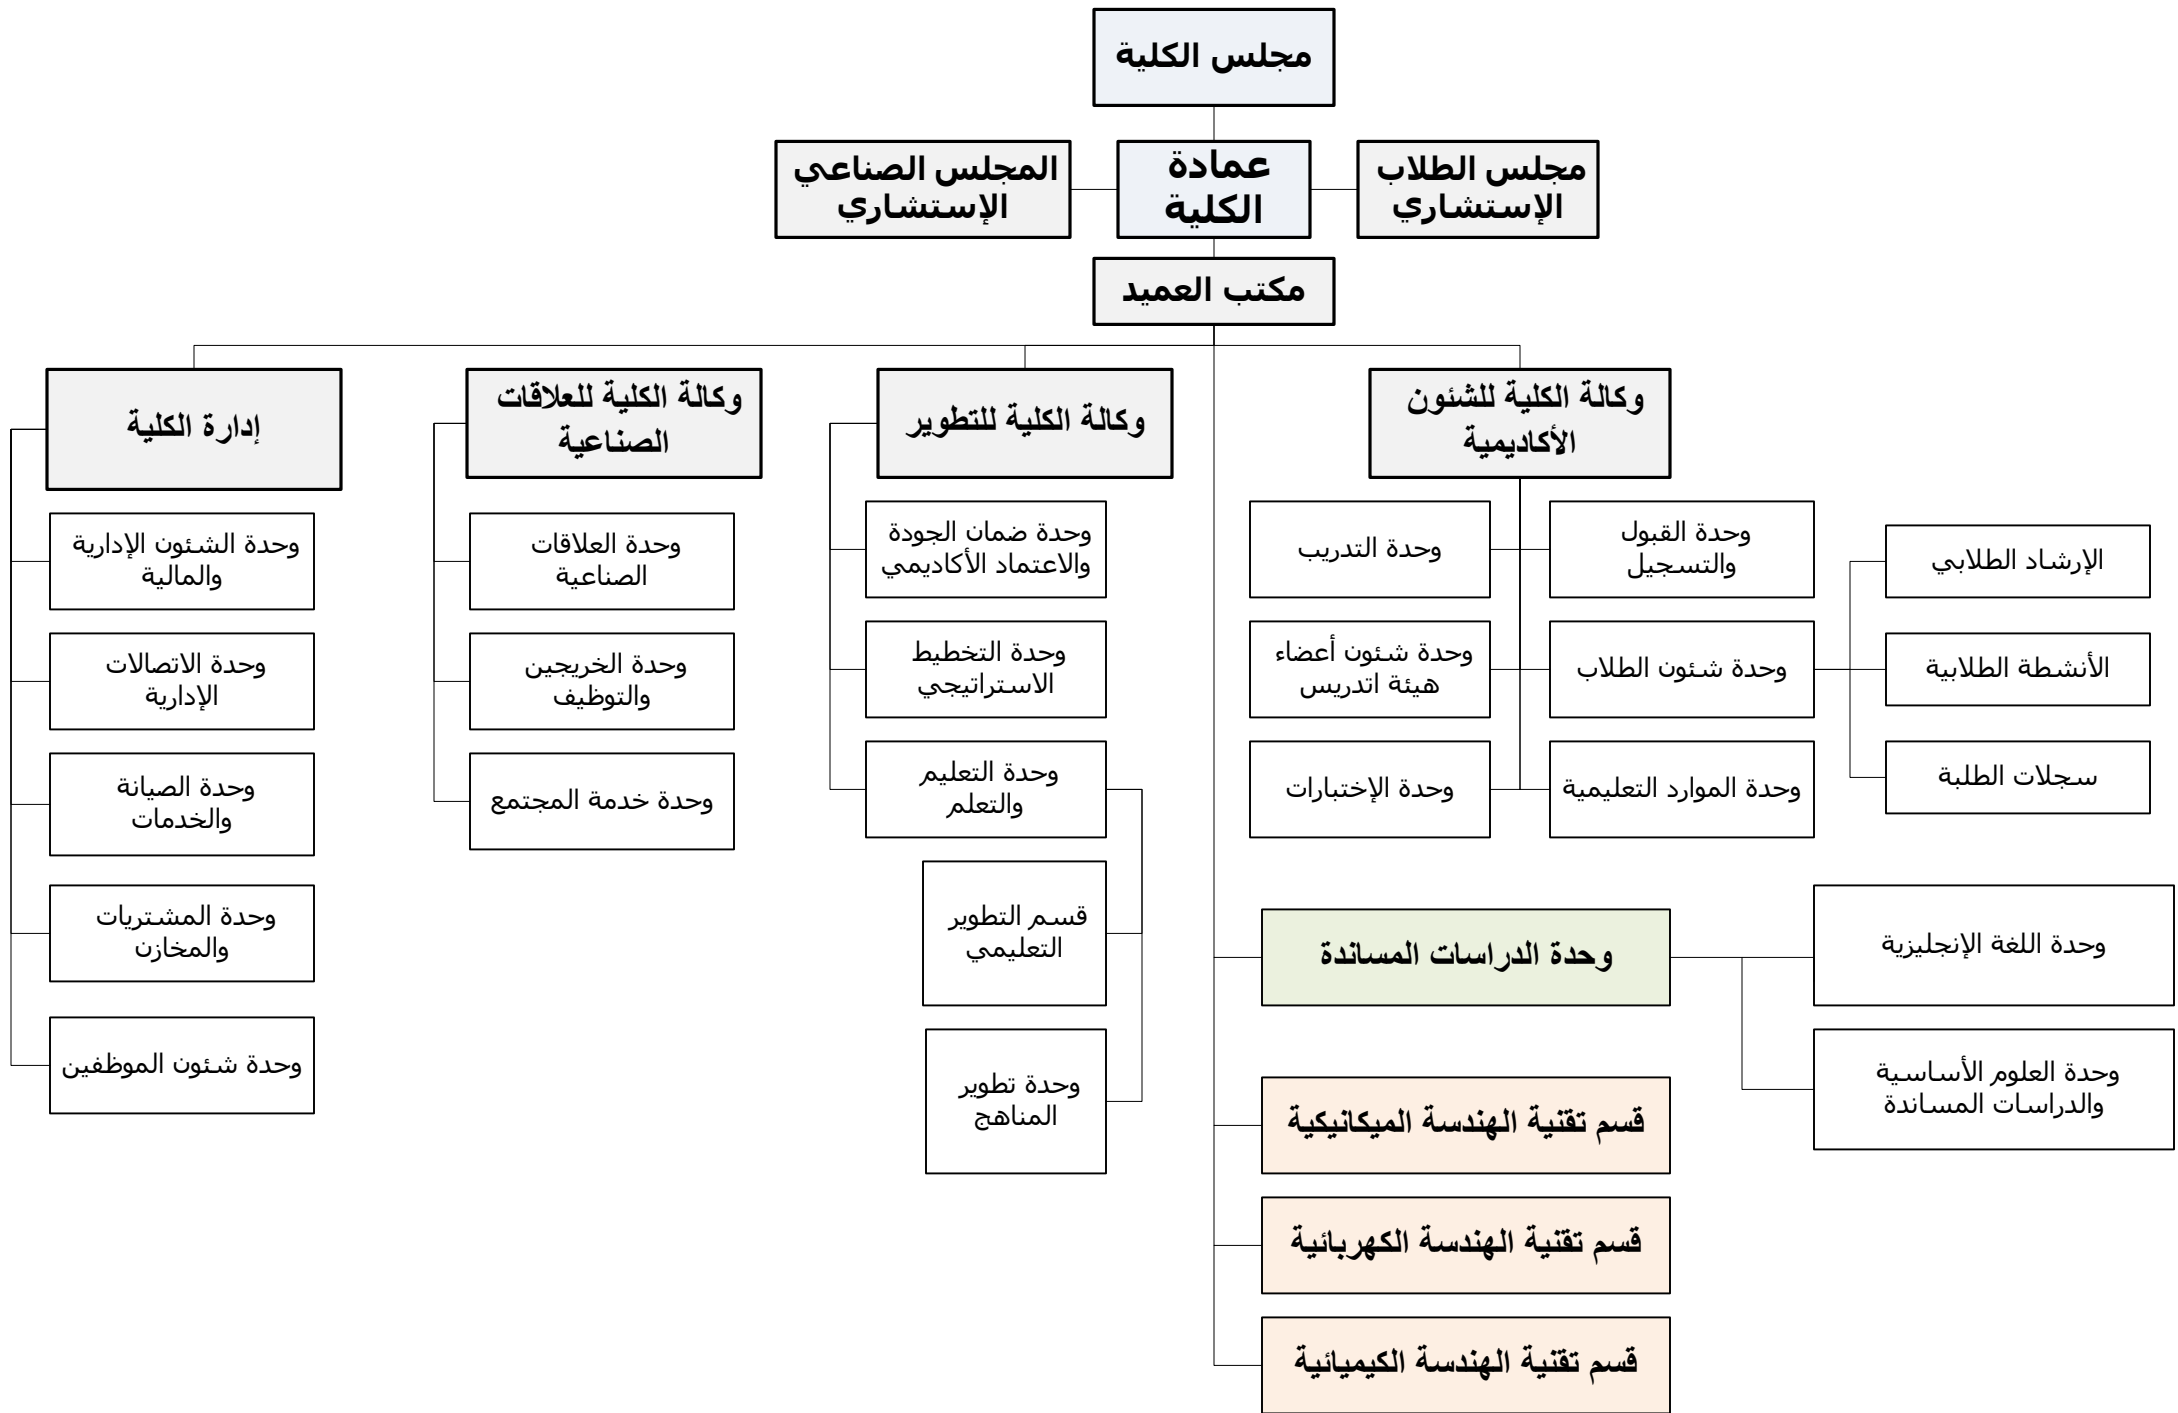 مجلس الكلية
مجلس الطلاب
الإستشاري
عمادة
الكلية
المجلس الصناعي
الإستشاري
مكتب العميد
وكالة الكلية للشئون
الأكاديمية
وكالة الكلية للتطوير
وكالة الكلية للعلاقات
الصناعية
إدارة الكلية
الإرشاد الطلابي
الأنشطة الطلابية
سجلات الطلبة
وحدة القبول
والتسجيل
وحدة شئون الطلاب
وحدة الموارد التعليمية
وحدة التدريب
وحدة شئون أعضاء
هيئة اتدريس
وحدة الإختبارات
وحدة ضمان الجودة
والاعتماد الأكاديمي
وحدة التخطيط
الاستراتيجي
وحدة التعليم
والتعلم
قسم التطوير
التعليمي
وحدة تطوير
المناهج
وحدة العلاقات
الصناعية
وحدة الخريجين
والتوظيف
وحدة خدمة المجتمع
وحدة الشئون الإدارية
والمالية
وحدة الاتصالات
الإدارية
وحدة الصيانة
والخدمات
وحدة المشتريات
والمخازن
وحدة شئون الموظفين
وحدة الدراسات المساندة
وحدة اللغة الإنجليزية
وحدة العلوم الأساسية
والدراسات المساندة
قسم تقنية الهندسة الميكانيكية
قسم تقنية الهندسة الكهربائية
قسم تقنية الهندسة الكيميائية